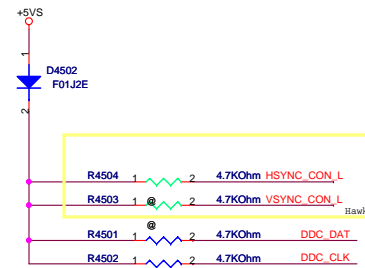 +5VS
1
D4502
F01J2E
2
R4504 1 2 4.7KOhm HSYNC_CON_L
R4503 1 @ 2 4.7KOhm VSYNC_CON_L
Hawk
@
R4501 1 2 4.7KOhm DDC_DAT
R4502 1 2 4.7KOhm DDC_CLK